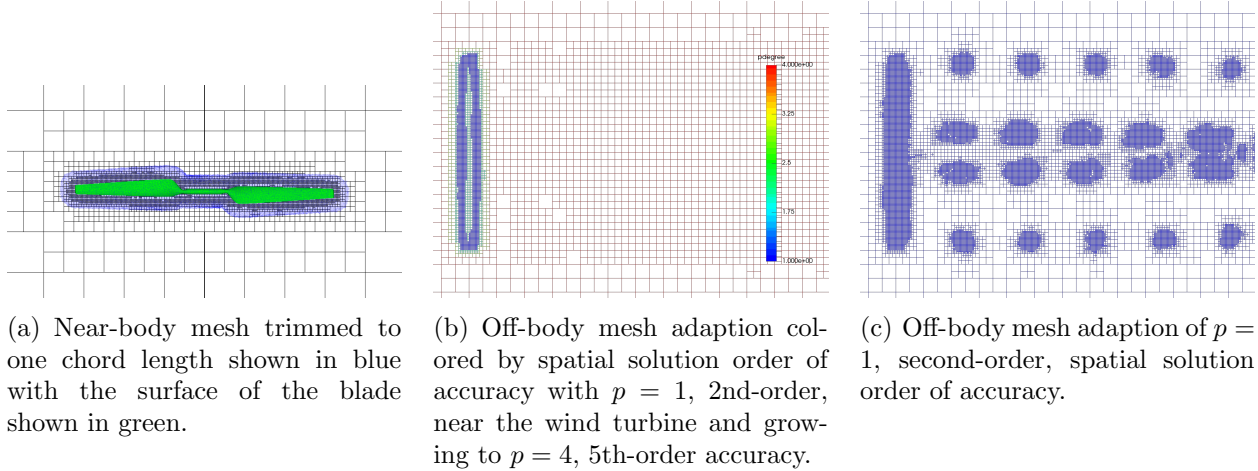 pdegree
4.000e+00
3.25
2.5
1.75
1.000e+00
(a) Near-body mesh trimmed to
one chord length shown in blue
with the surface of the blade
shown in green.
(b) Off-body mesh adaption col-
ored by spatial solution order of
accuracy with p = 1, 2nd-order,
near the wind turbine and grow-
ing to p = 4, 5th-order accuracy.
(c) Off-body mesh adaption of p =
1, second-order, spatial solution
order of accuracy.